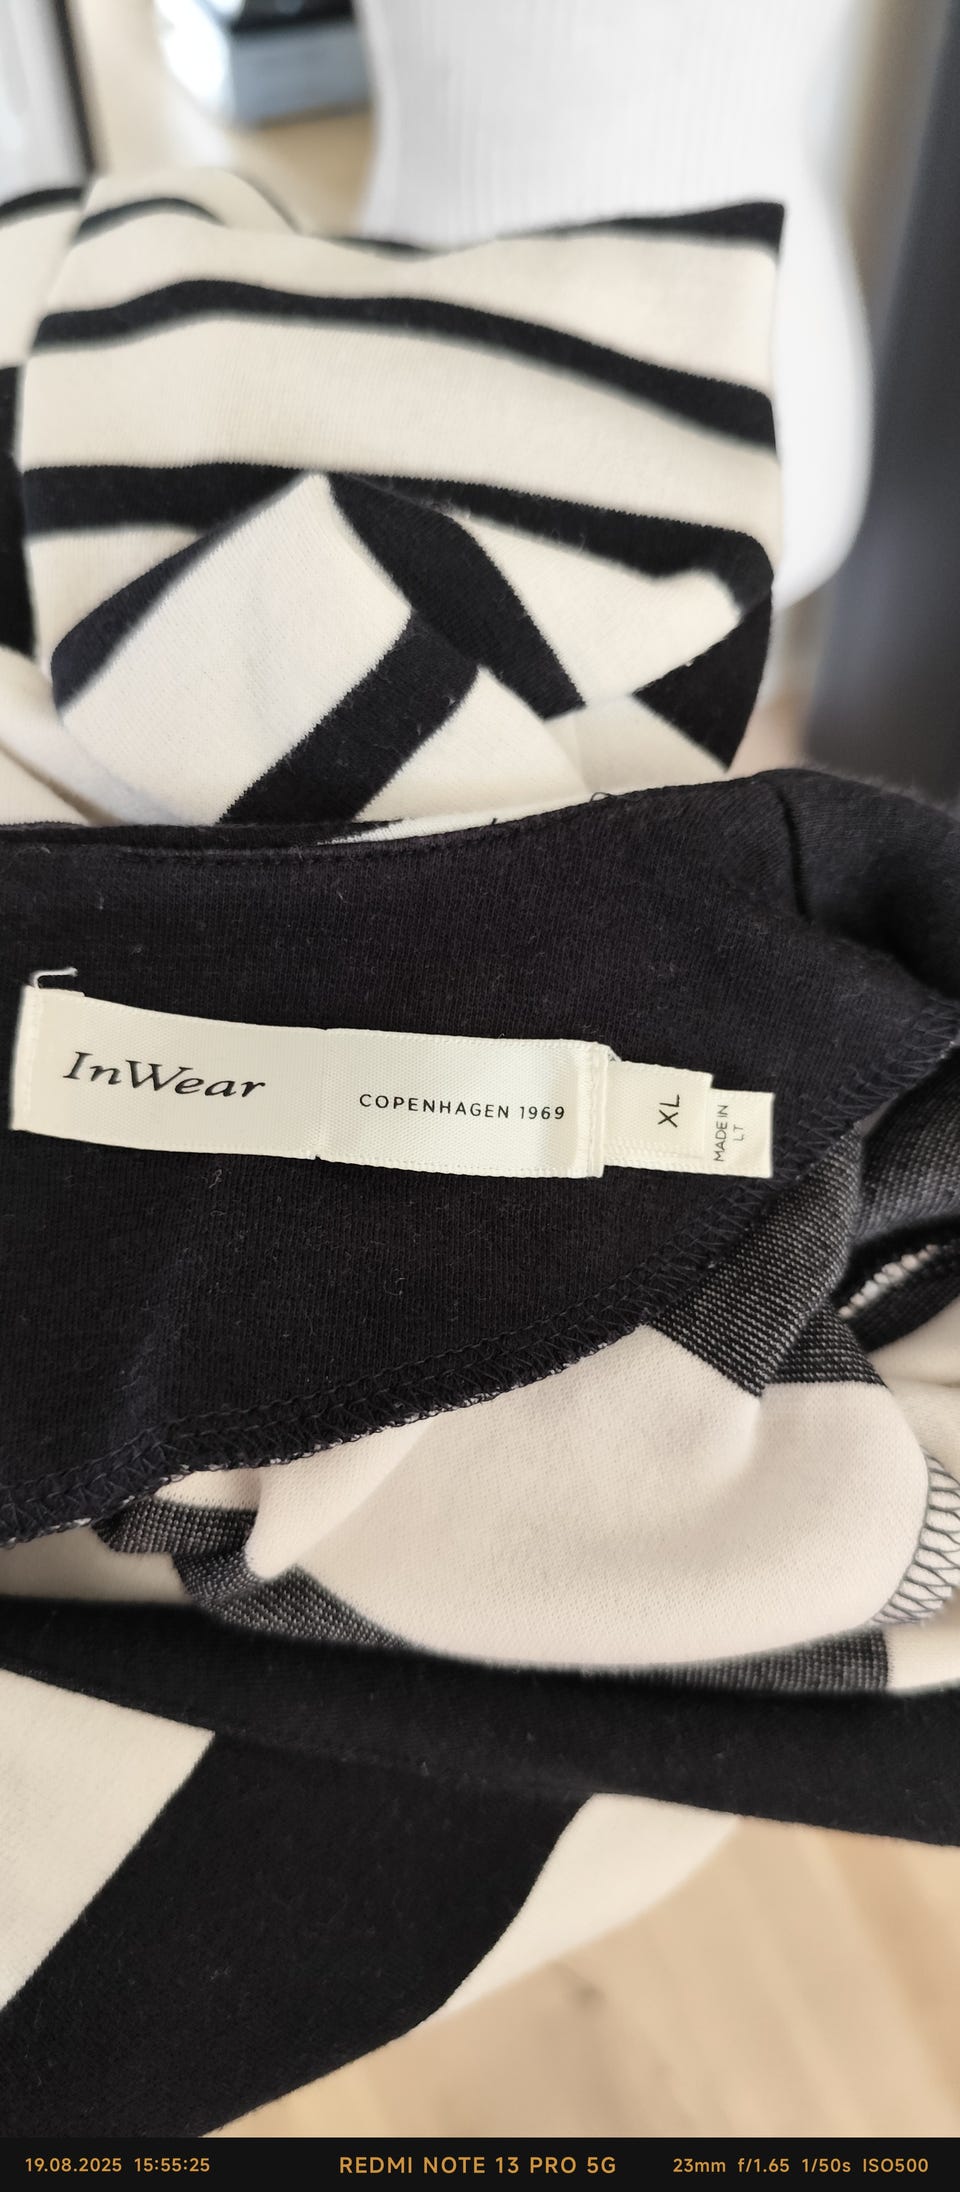 InWear
COPENHAGEN 1969
XL
MADE IN
LT
19.08.2025 15:55:25
REDMI NOTE 13 PRO 5G
23mm f/1.65 1/50s ISO500